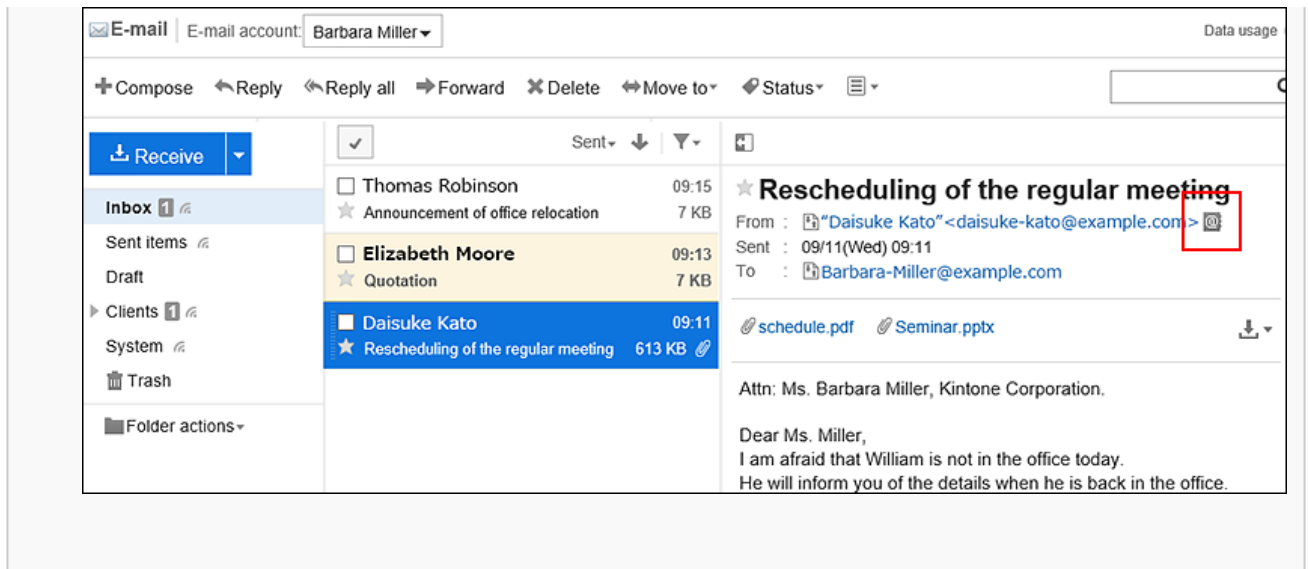 E-mail E-mail account: Barbara Miller Data usage
Compose Reply Reply all Forward Delete Move to Status
Receive
Inbox 1
Sent items
Draft
Clients 1
System
Trash
Folder actions
Sent
Thomas Robinson 09:15
Announcement of office relocation 7 KB
Elizabeth Moore 09:13
Quotation 7 KB
Daisuke Kato 09:11
Rescheduling of the regular meeting 613 KB
Rescheduling of the regular meeting
From : “Daisuke Kato”<daisuke-kato@example.com>
Sent : 09/11(Wed) 09:11
To : Barbara-Miller@example.com
schedule.pdf Seminar.pptx
Attn: Ms. Barbara Miller, Kintone Corporation.
Dear Ms. Miller,
I am afraid that William is not in the office today.
He will inform you of the details when he is back in the office.